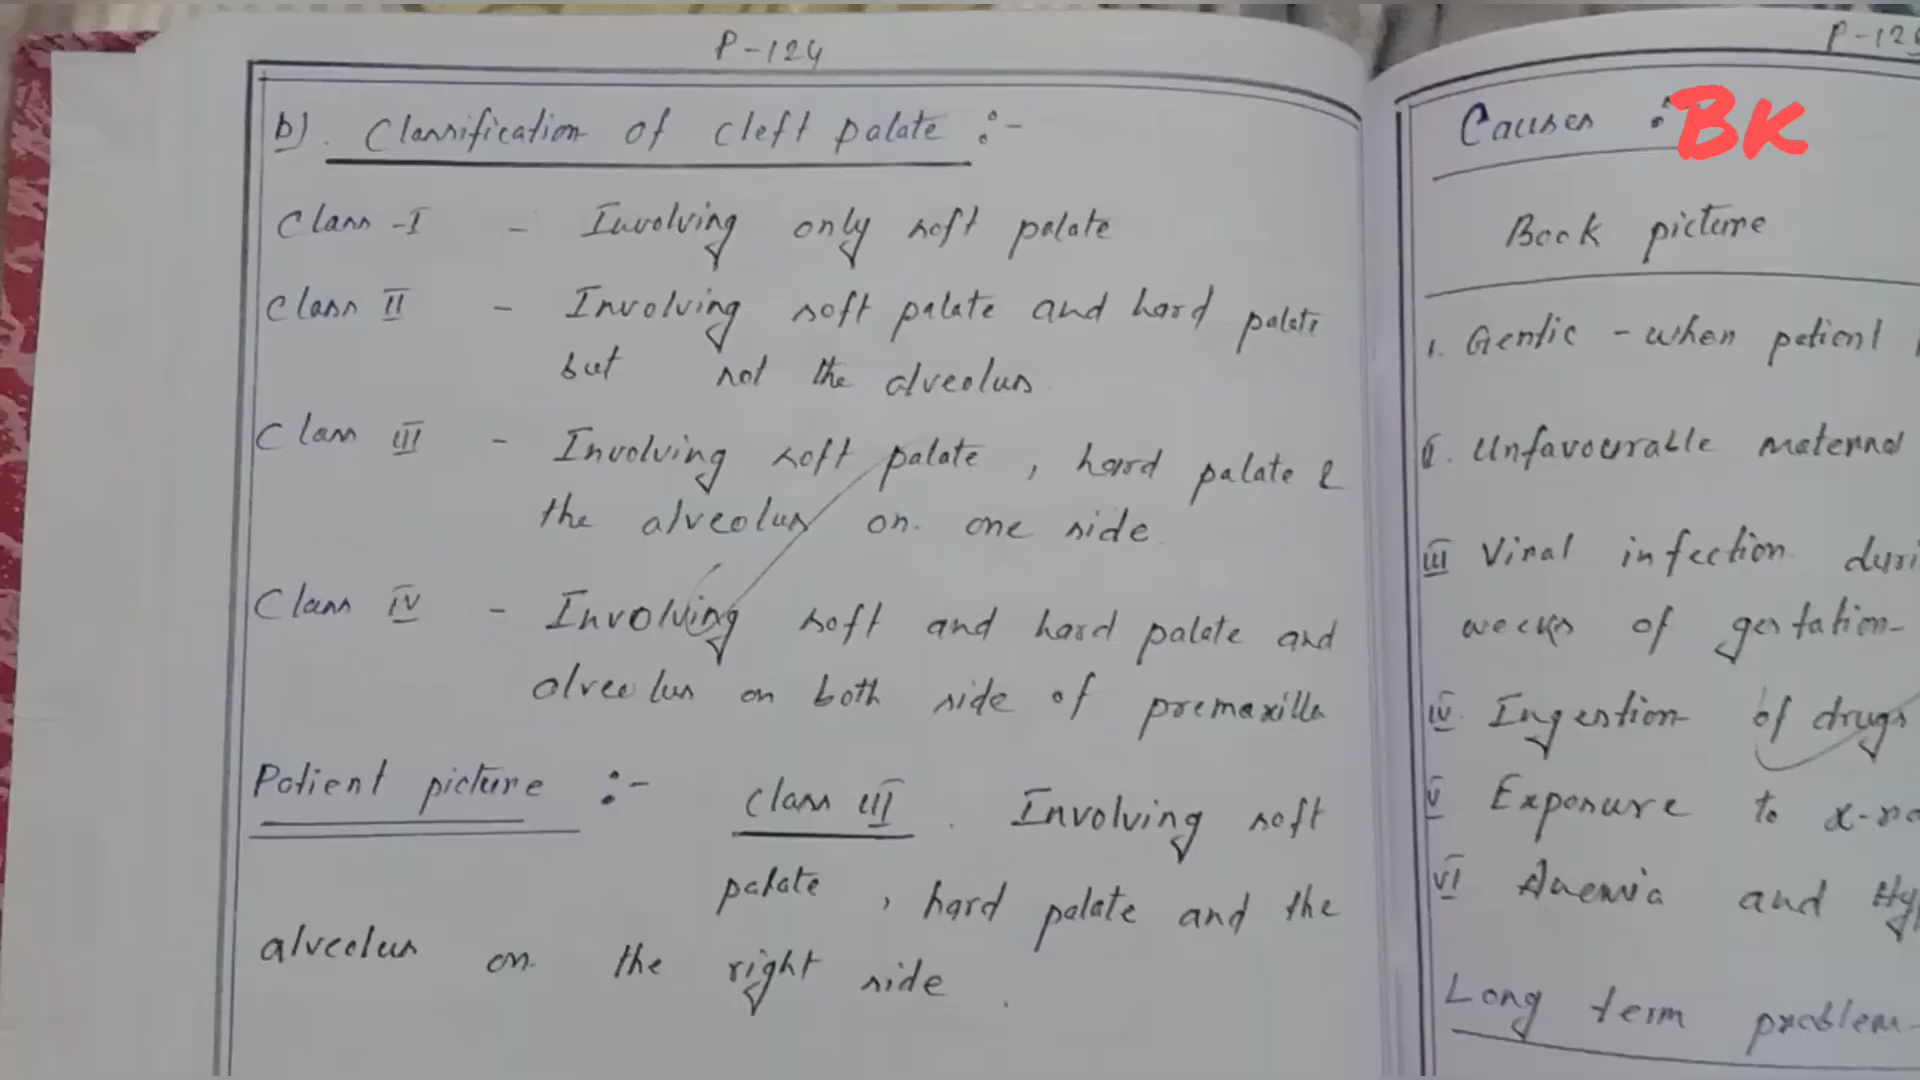 P-124
b). Classification of cleft palate :-
Class -I - Involving only soft palate
Class II - Involving soft palate and hard palate
but not the alveolus.
Class III - Involving soft palate, hard palate &
the alveolus on one side.
Class IV - Involving soft and hard palate and
alveolus on both side of premaxilla
Patient picture :- Class III. Involving soft
palate, hard palate and the
alveolus on the right side.
P-125
Causes :-
BK
Book picture
I. Gentic - when patient
II. Unfavourable maternal
III Viral infection duri
weeks of gestation-
IV. Ingestion of drugs
V Exposure to x-ra
VI Anemia and Hyp
Long term problem-